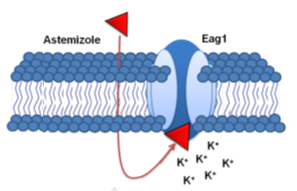 Astemizole
Eag1
K⁺
K⁺ K⁺ K⁺
K⁺ K⁺